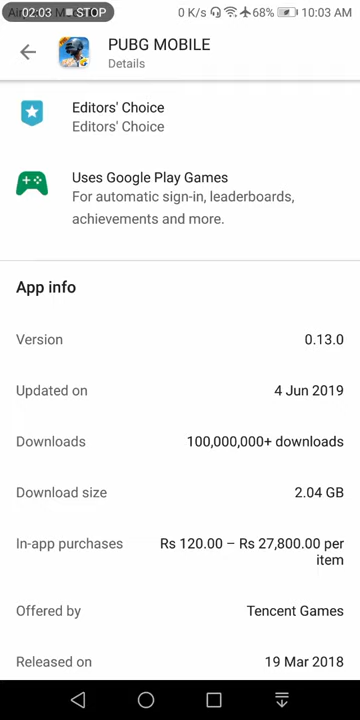 02:03 STOP 0 K/s 68% 10:03 AM
PUBG MOBILE
Details
Editors' Choice
Editors' Choice
Uses Google Play Games
For automatic sign-in, leaderboards,
achievements and more.
App info
Version 0.13.0
Updated on 4 Jun 2019
Downloads 100,000,000+ downloads
Download size 2.04 GB
In-app purchases Rs 120.00 – Rs 27,800.00 per
item
Offered by Tencent Games
Released on 19 Mar 2018